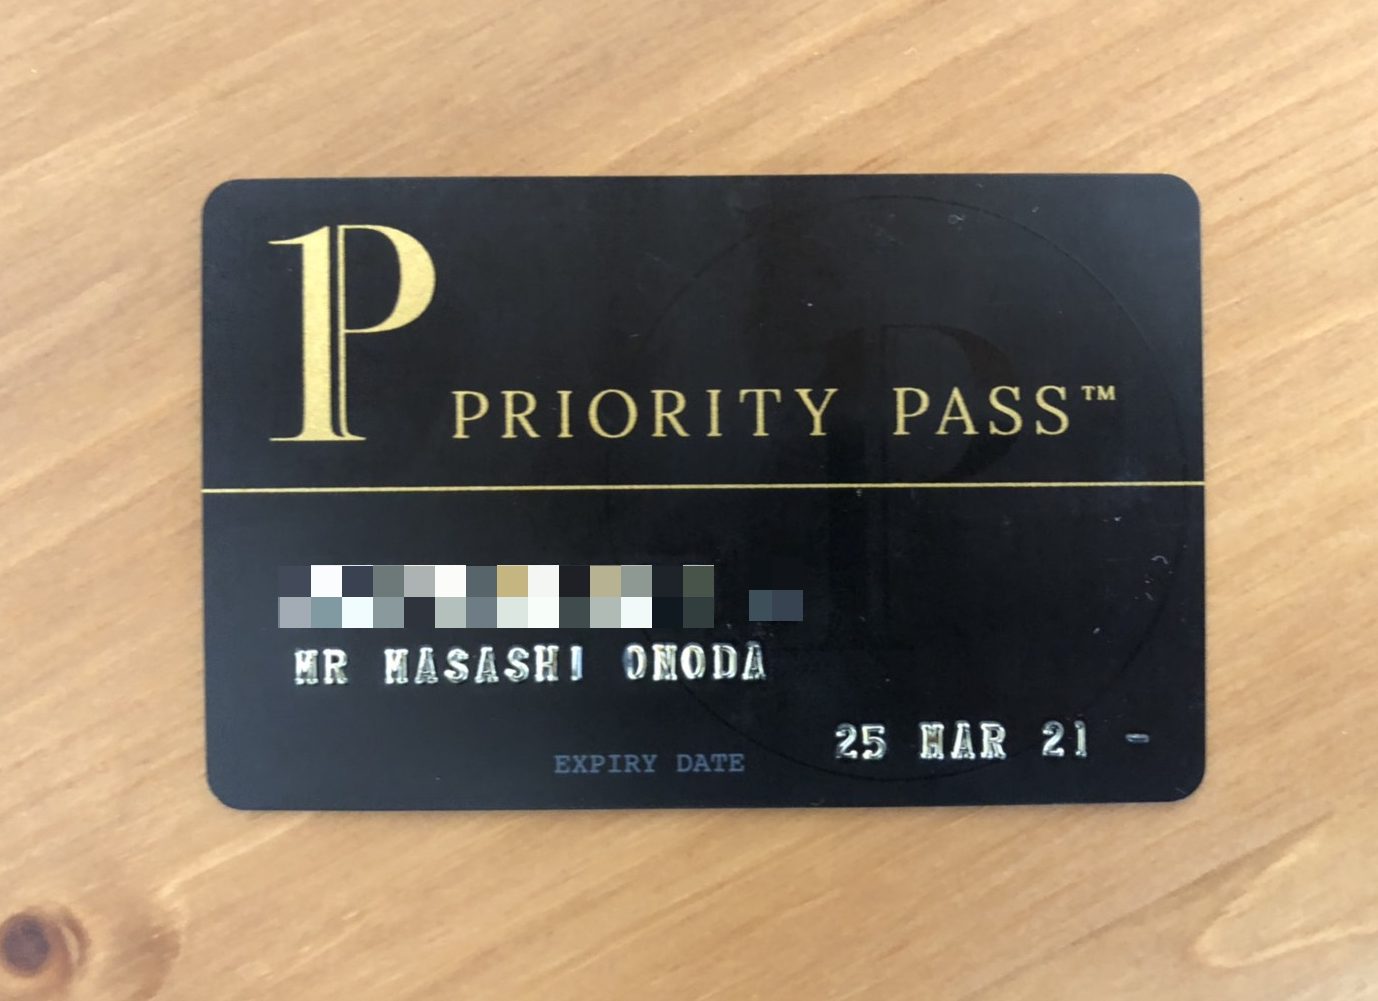 P
PRIORITY PASS™
MR MASASHI ONODA
EXPIRY DATE
25 MAR 21 -